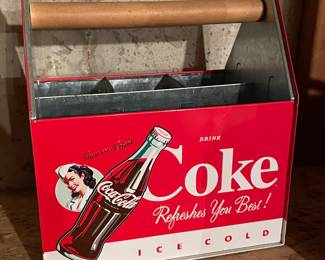 DRINK
Coke
Refreshes You Best!
Coca-Cola
ICE COLD